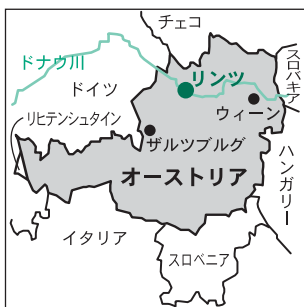 チェコ
ドナウ川
ドイツ
リンツ
スロバキア
リヒテンシュタイン
ウィーン
ザルツブルグ
オーストリア
ハンガリー
イタリア
スロベニア